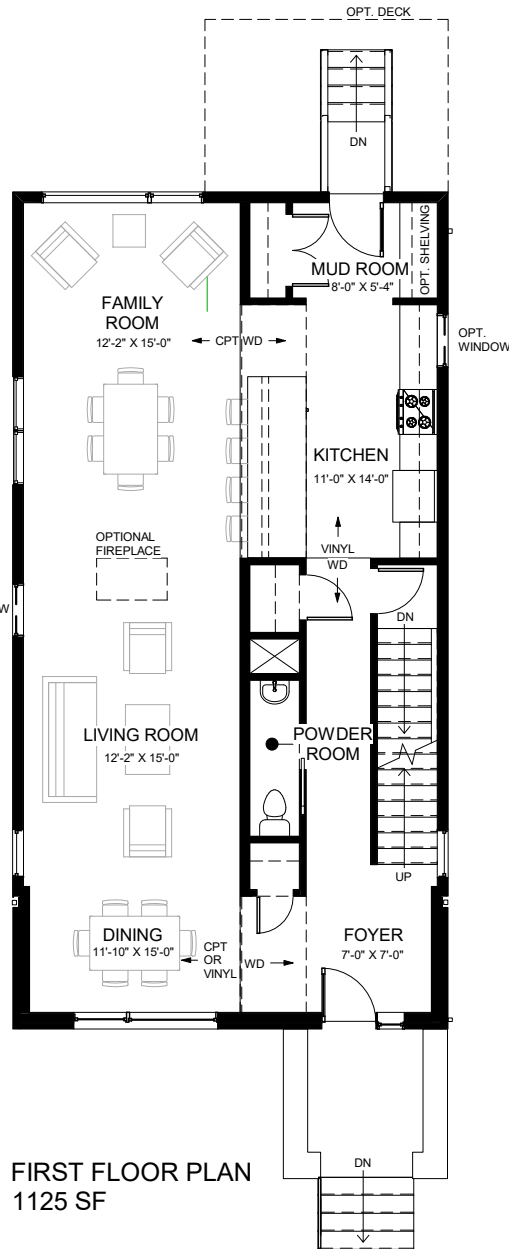 OPT. DECK
DN
OPT. SHELVING
MUD ROOM
8'-0" X 5'-4"
FAMILY
ROOM
12'-2" X 15'-0"
CPT
WD
OPT.
WINDOW
KITCHEN
11'-0" X 14'-0"
OPTIONAL
FIREPLACE
VINYL
WD
W
DN
LIVING ROOM
12'-2" X 15'-0"
POWDER
ROOM
UP
DINING
11'-10" X 15'-0"
CPT
OR
VINYL
WD
FOYER
7'-0" X 7'-0"
DN
FIRST FLOOR PLAN
1125 SF